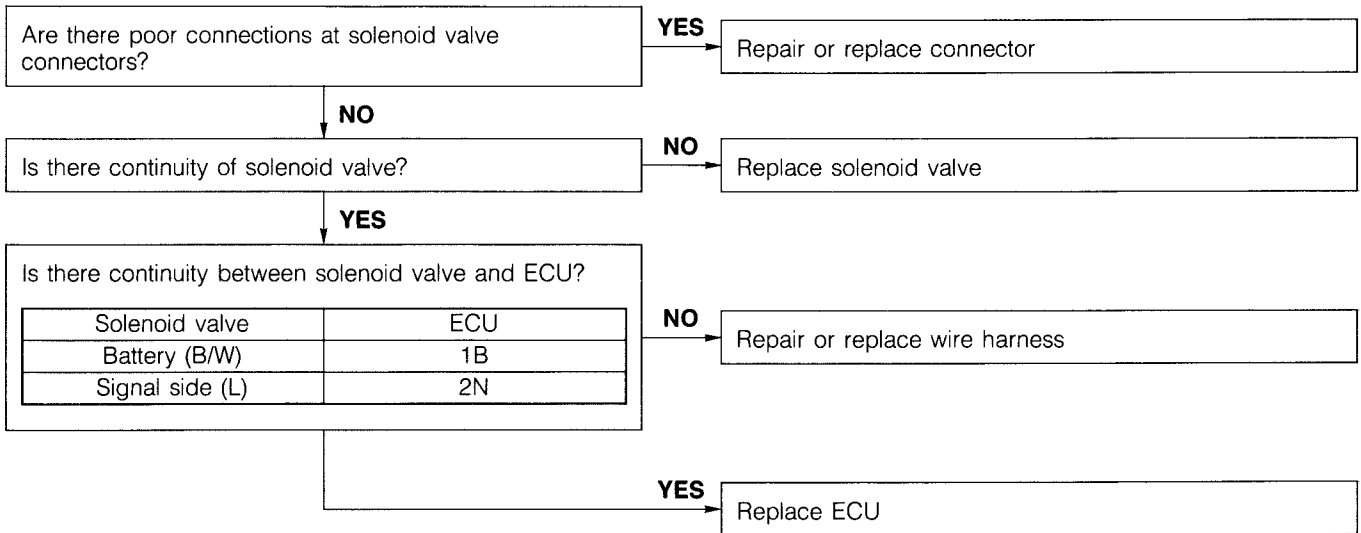 Are there poor connections at solenoid valve
connectors?
YES
Repair or replace connector
NO
Is there continuity of solenoid valve?
NO
Replace solenoid valve
YES
Is there continuity between solenoid valve and ECU?
Solenoid valve ECU
Battery (B/W) 1B
Signal side (L) 2N
NO
Repair or replace wire harness
YES
Replace ECU